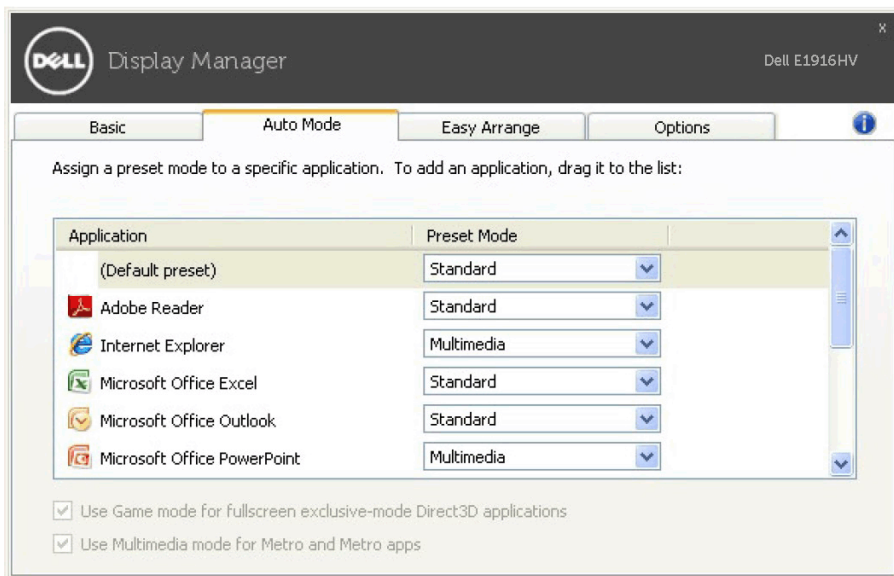 DELL Display Manager
x
Dell E1916HV
Basic Auto Mode Easy Arrange Options
Assign a preset mode to a specific application. To add an application, drag it to the list:
Application Preset Mode
(Default preset) Standard
Adobe Reader Standard
Internet Explorer Multimedia
Microsoft Office Excel Standard
Microsoft Office Outlook Standard
Microsoft Office PowerPoint Multimedia
Use Game mode for fullscreen exclusive-mode Direct3D applications
Use Multimedia mode for Metro and Metro apps